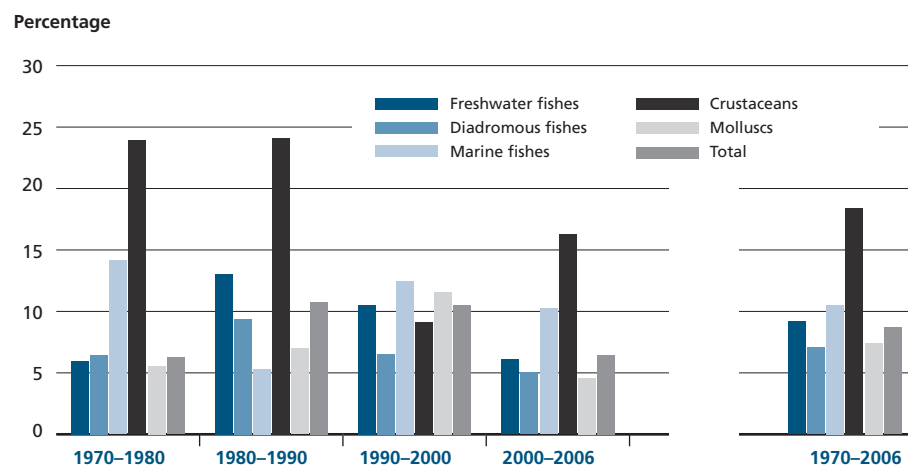 Percentage
30
25
20
15
10
5
0
Freshwater fishes
Diadromous fishes
Marine fishes
Crustaceans
Molluscs
Total
1970–1980
1980–1990
1990–2000
2000–2006
1970–2006